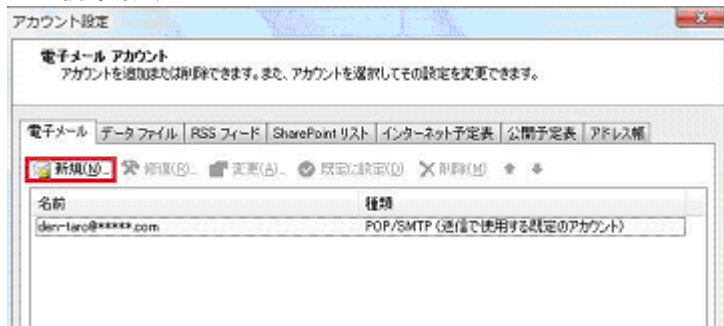 アカウント設定
電子メール アカウント
アカウントを追加または削除できます。また、アカウントを選択してその設定を変更できます。
電子メール データ ファイル RSS フィード SharePoint リスト インターネット予定表 公開予定表 アドレス帳
新規(N)... 修復(R)... 変更(A)... 既定に設定(D) 削除(M)
名前 種類
den-taro@*****.com POP/SMTP (送信で使用する既定のアカウント)